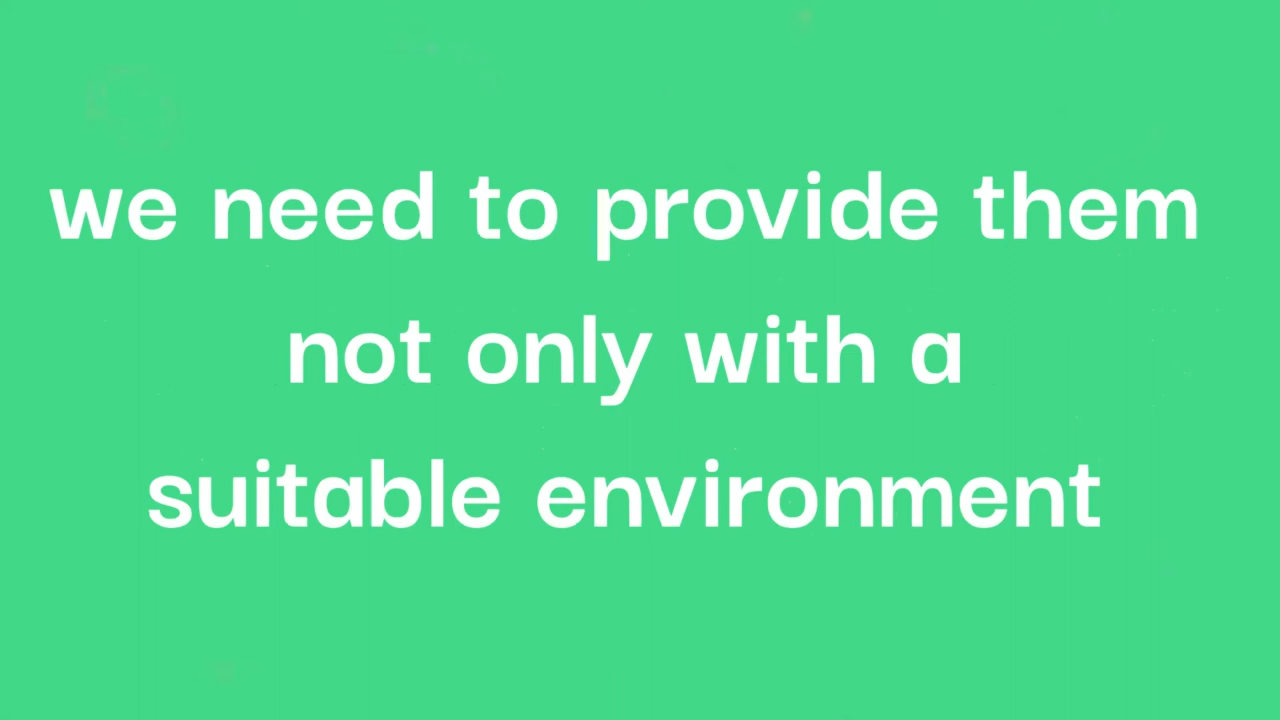 we need to provide them
not only with a
suitable environment